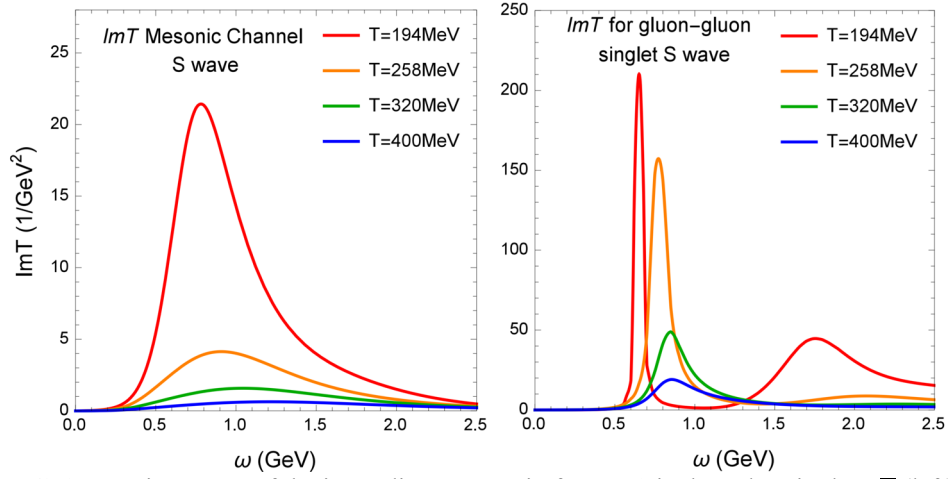 ImT Mesonic Channel
S wave
T=194MeV
T=258MeV
T=320MeV
T=400MeV
25
20
15
10
5
0
0.0 0.5 1.0 1.5 2.0 2.5
ImT (1/GeV²)
ω (GeV)
ImT for gluon–gluon
singlet S wave
T=194MeV
T=258MeV
T=320MeV
T=400MeV
250
200
150
100
50
0
0.5 1.0 1.5 2.0 2.5
ω (GeV)